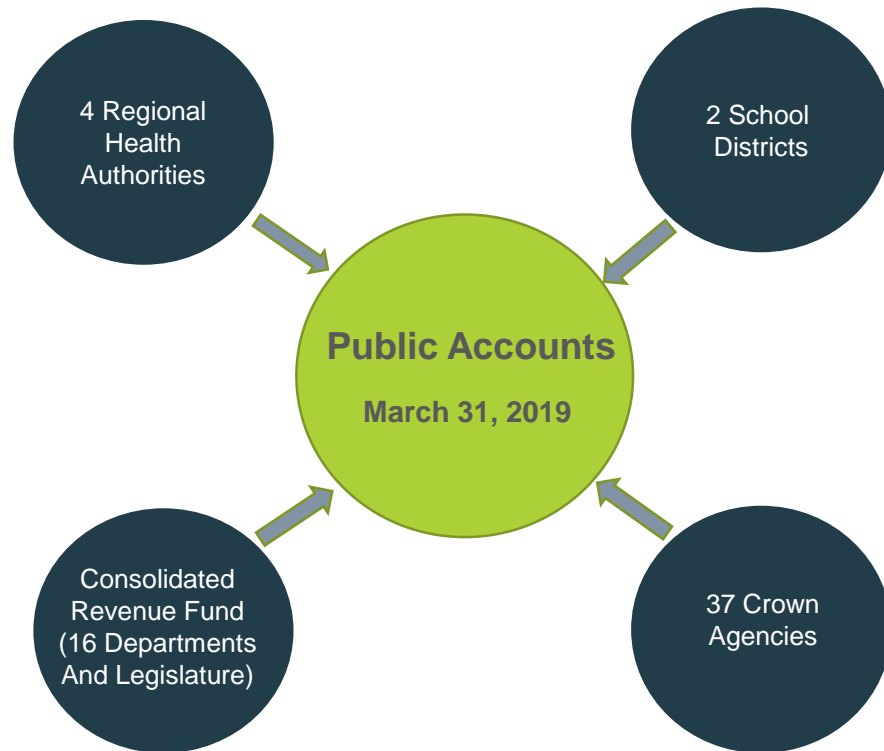 4 Regional
Health
Authorities
2 School
Districts
Public Accounts
March 31, 2019
Consolidated
Revenue Fund
(16 Departments
And Legislature)
37 Crown
Agencies